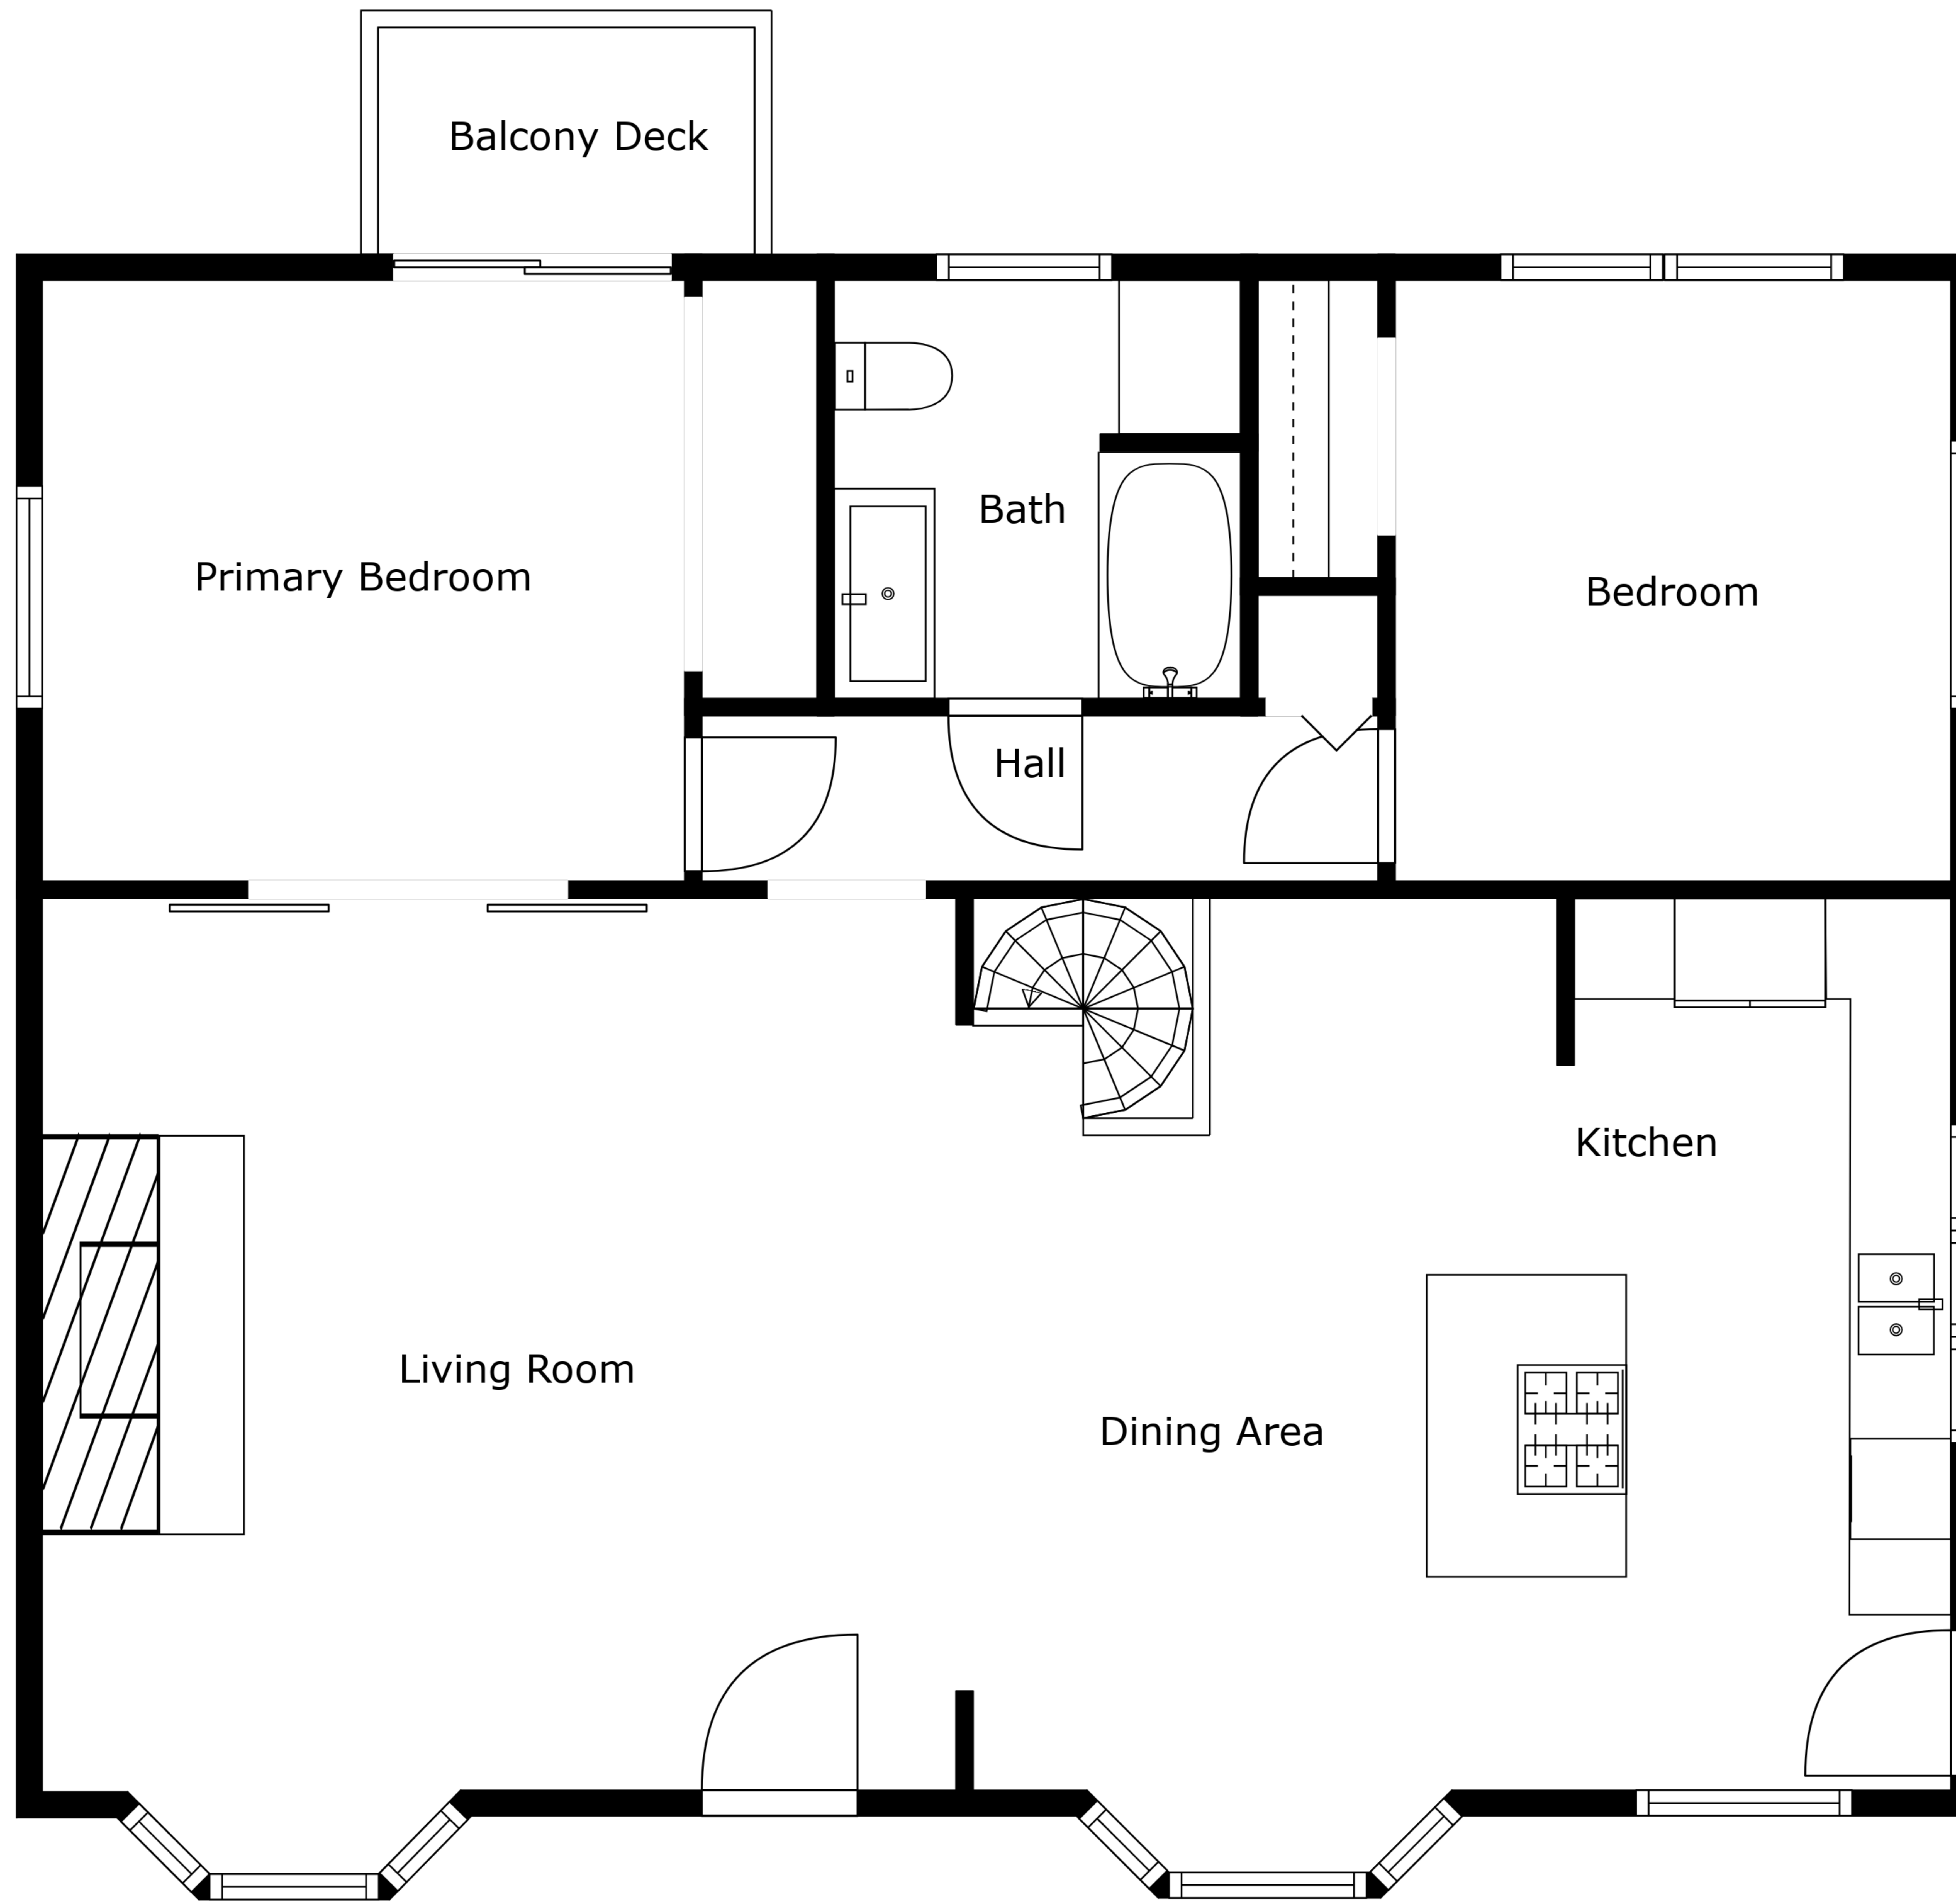 Balcony Deck
Bath
Primary Bedroom
Bedroom
Hall
Kitchen
Living Room
Dining Area